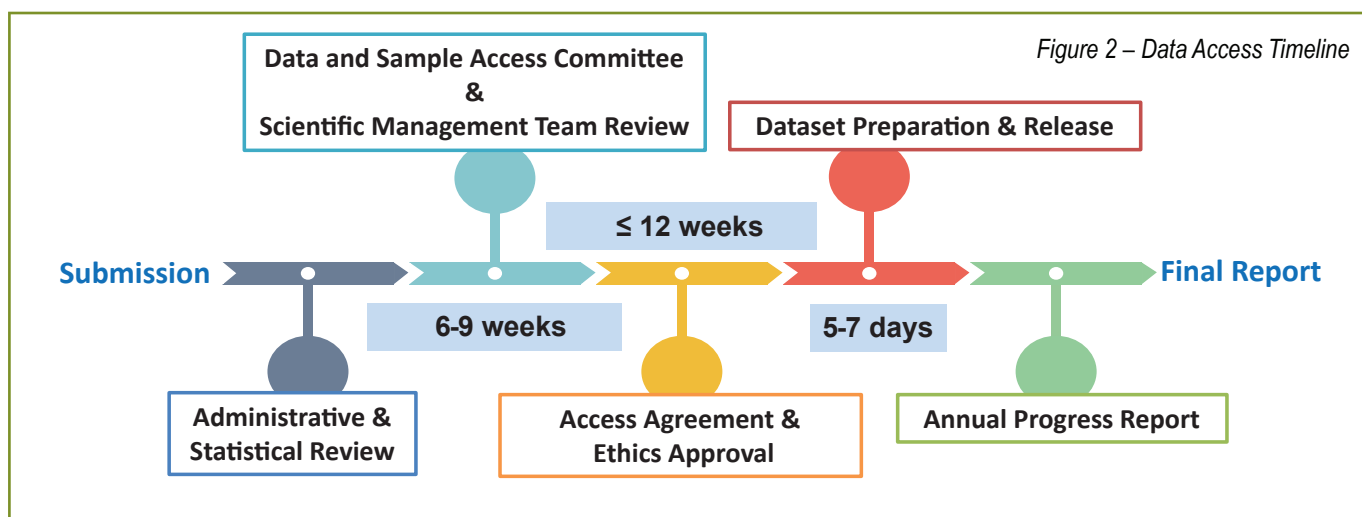 Figure 2 – Data Access Timeline
Data and Sample Access Committee
&
Scientific Management Team Review
Dataset Preparation & Release
≤ 12 weeks
Submission
Final Report
6-9 weeks
5-7 days
Administrative &
Statistical Review
Access Agreement &
Ethics Approval
Annual Progress Report